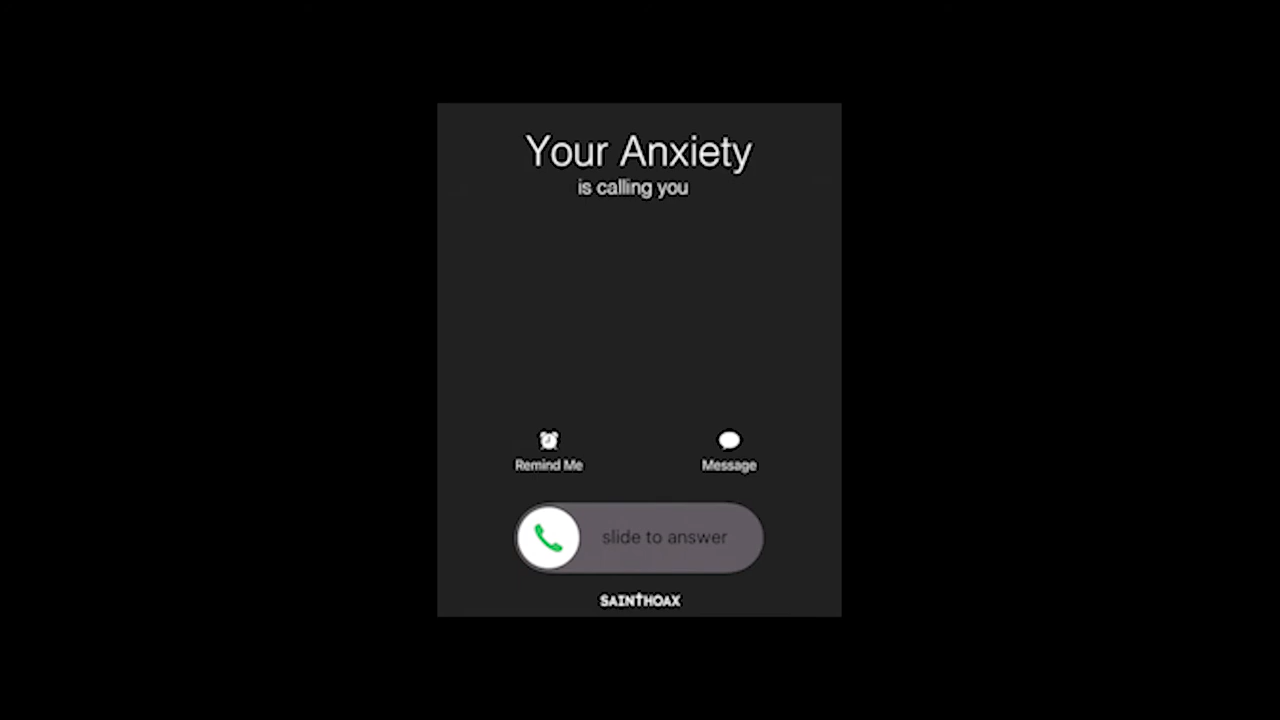 Your Anxiety
is calling you
Remind Me
Message
slide to answer
SAINTHOAX